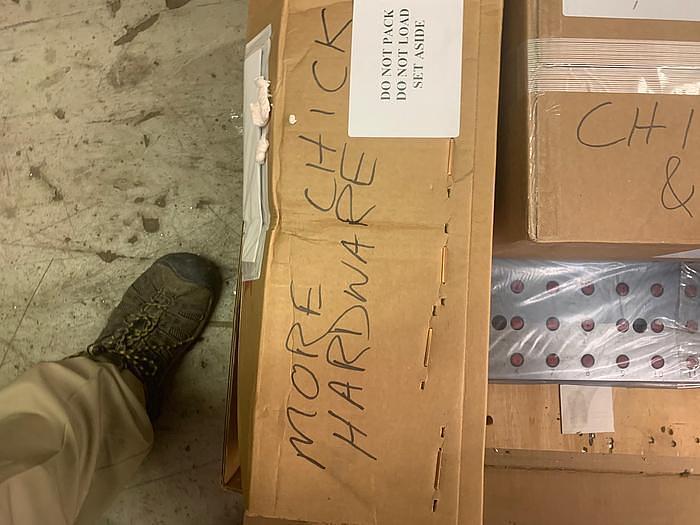 DO NOT PACK
DO NOT LOAD
SET ASIDE
MORE CHICK
HARDWARE
CHI
&